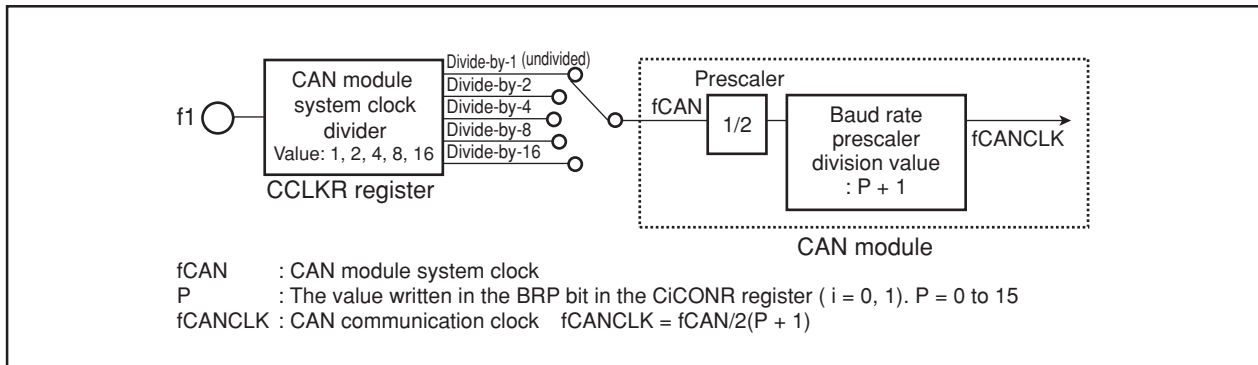 f1
CAN module
system clock
divider
Value: 1, 2, 4, 8, 16
CCLKR register
Divide-by-1 (undivided)
Divide-by-2
Divide-by-4
Divide-by-8
Divide-by-16
fCAN
Prescaler
1/2
Baud rate
prescaler
division value
: P + 1
fCANCLK
CAN module
fCAN : CAN module system clock
P : The value written in the BRP bit in the CiCONR register ( i = 0, 1). P = 0 to 15
fCANCLK : CAN communication clock fCANCLK = fCAN/2(P + 1)